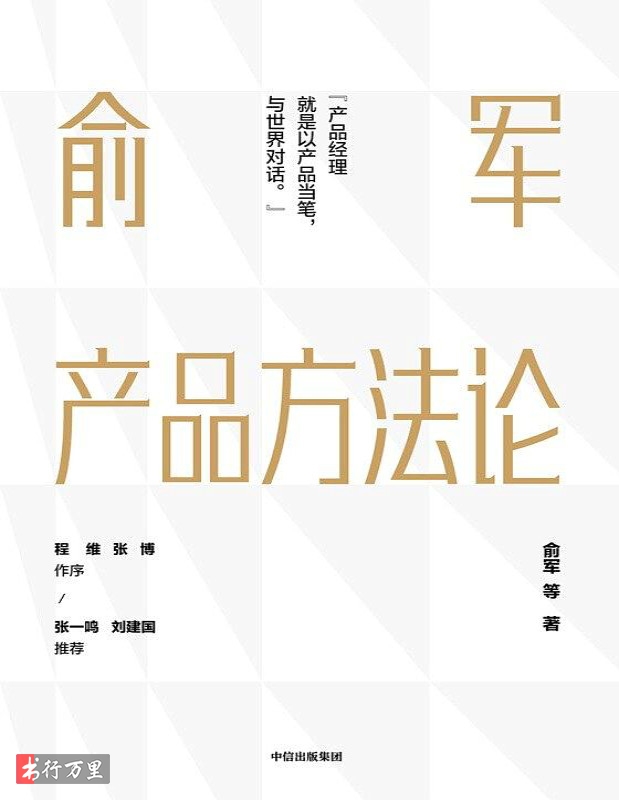 俞军
『产品经理
就是以产品当笔，
与世界对话。』
产品方法论
程 维 张 博
作序
/
张一鸣 刘建国
推荐
俞军 等 著
中信出版集团
书行万里